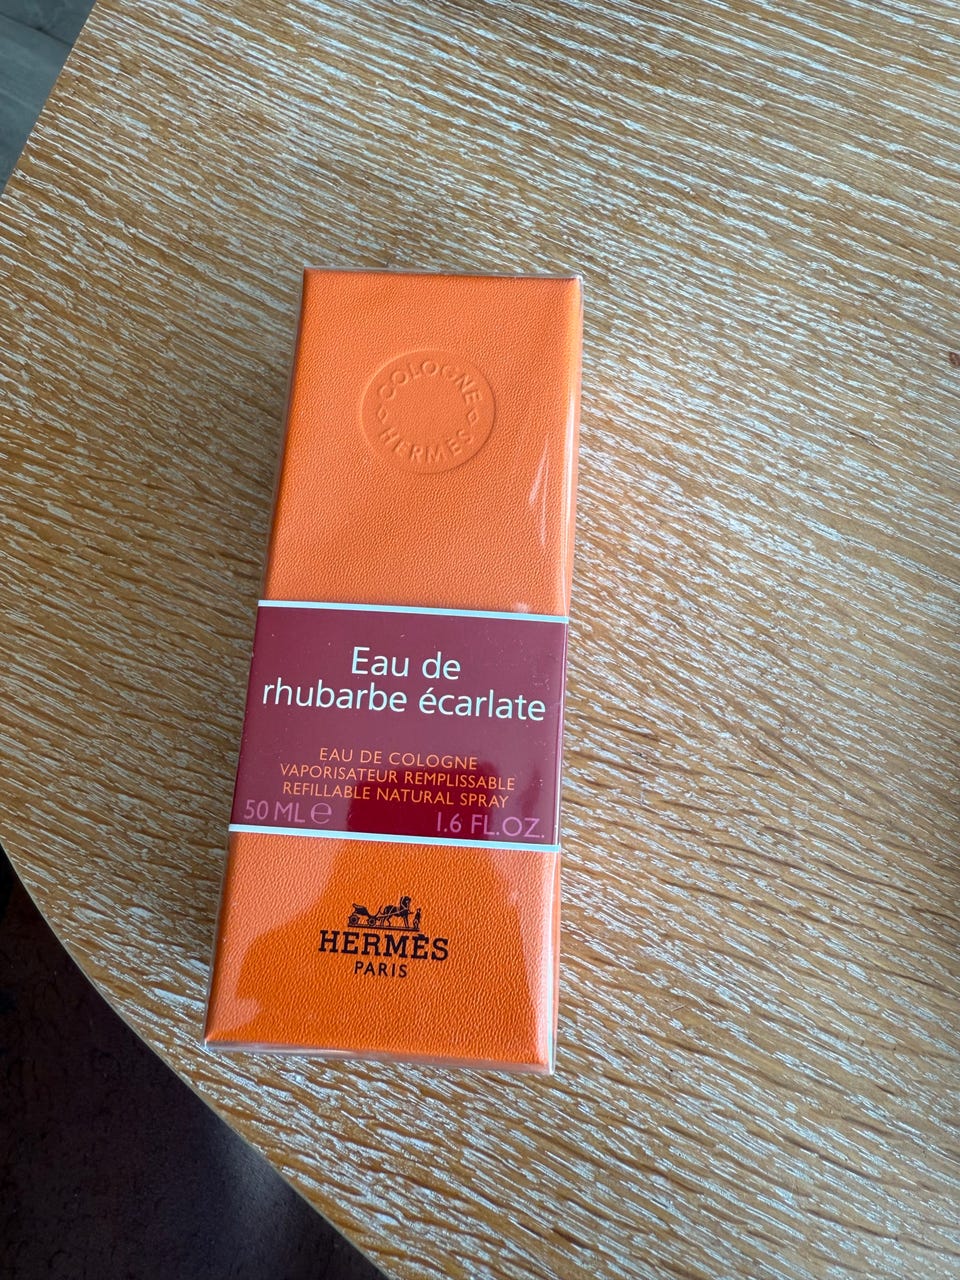 COLOGNE
HERMÈS
Eau de
rhubarbe écarlate
EAU DE COLOGNE
VAPORISATEUR REMPLISSABLE
REFILLABLE NATURAL SPRAY
50 ML ℮ 1.6 FL.OZ.
HERMÈS
PARIS